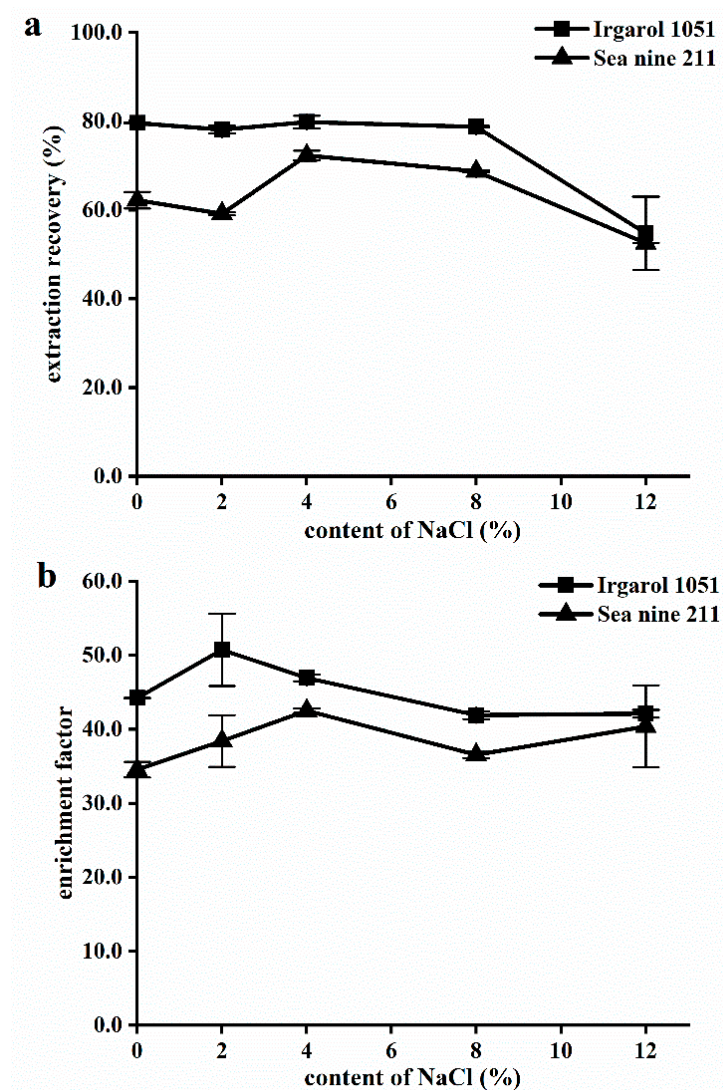 a
Irgarol 1051
Sea nine 211
100.0
80.0
60.0
40.0
20.0
0.0
extraction recovery (%)
0 2 4 6 8 10 12
content of NaCl (%)
b
Irgarol 1051
Sea nine 211
60.0
50.0
40.0
30.0
20.0
10.0
0.0
enrichment factor
0 2 4 6 8 10 12
content of NaCl (%)